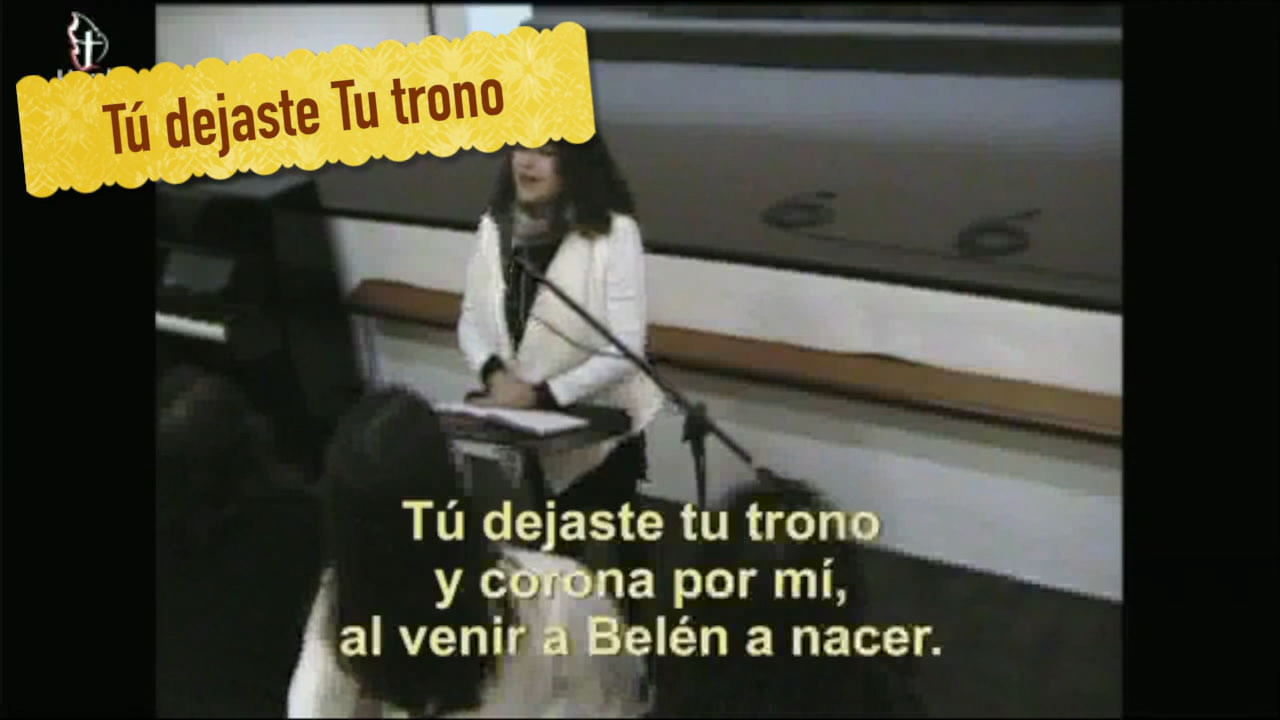 Tú dejaste Tu trono
Tú dejaste tu trono
y corona por mí,
al venir a Belén a nacer.